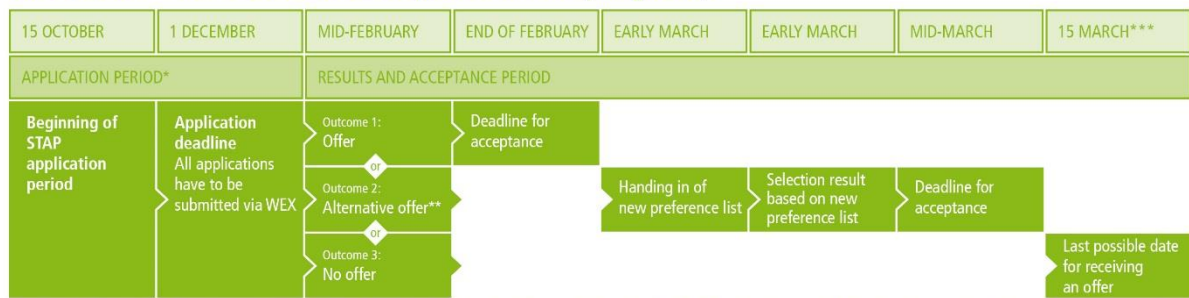 15 OCTOBER
1 DECEMBER
MID-FEBRUARY
END OF FEBRUARY
EARLY MARCH
EARLY MARCH
MID-MARCH
15 MARCH***
APPLICATION PERIOD*
RESULTS AND ACCEPTANCE PERIOD
Beginning of
STAP
application
period
Application
deadline
All applications
have to be
submitted via WEX
Outcome 1:
Offer
or
Outcome 2:
Alternative offer**
or
Outcome 3:
No offer
Deadline for
acceptance
Handing in of
new preference list
Selection result
based on new
preference list
Deadline for
acceptance
Last possible date
for receiving
an offer